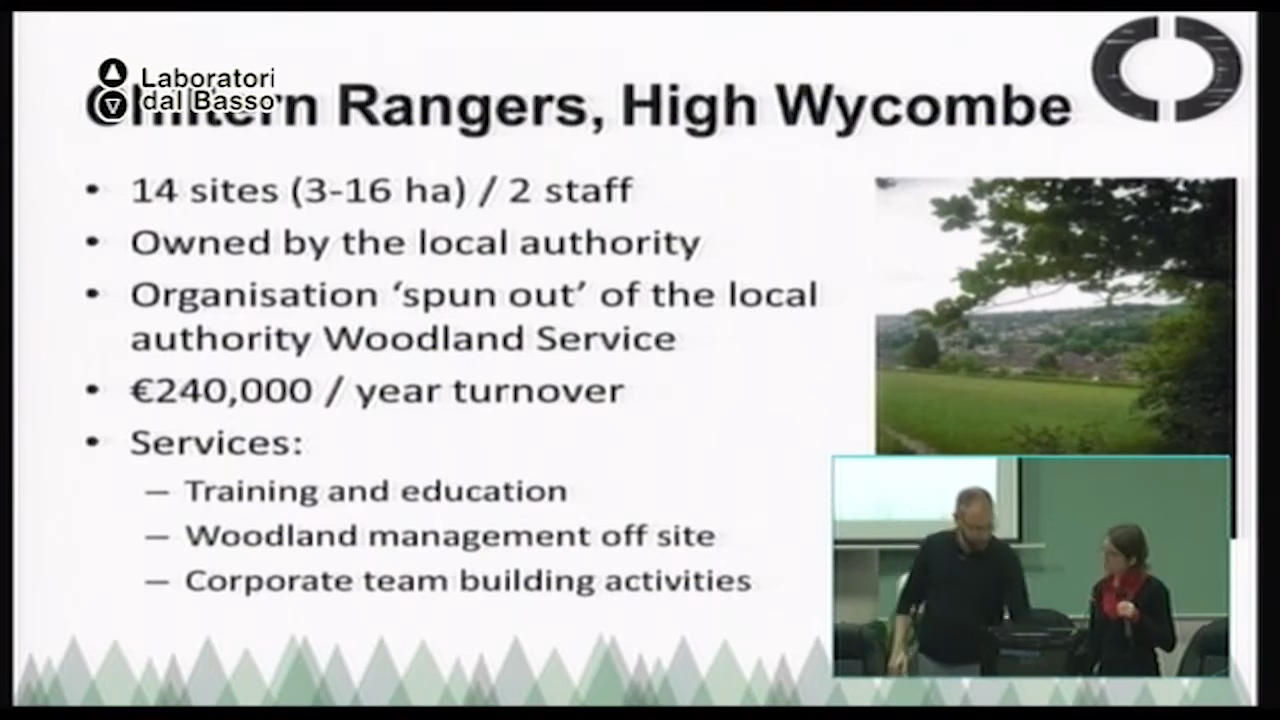 Laboratori
dal Basso
Chiltern Rangers, High Wycombe
• 14 sites (3-16 ha) / 2 staff
• Owned by the local authority
• Organisation ‘spun out’ of the local
authority Woodland Service
• €240,000 / year turnover
• Services:
– Training and education
– Woodland management off site
– Corporate team building activities